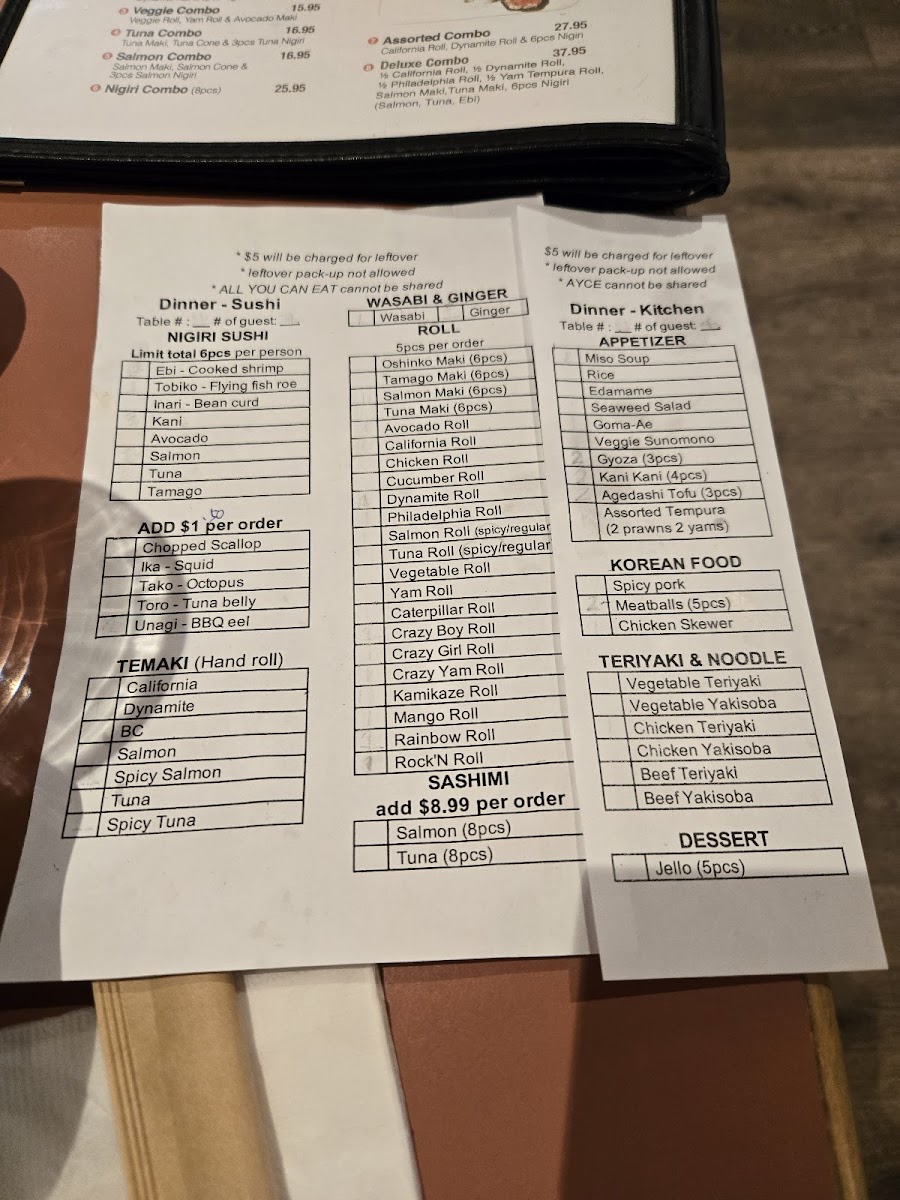 Veggie Combo 15.95
Veggie Roll, Yam Roll & Avocado Maki
Tuna Combo 16.95
Tuna Maki, Tuna Cone & 3pcs Tuna Nigiri
Salmon Combo 16.95
Salmon Maki, Salmon Cone &
3pcs Salmon Nigiri
Nigiri Combo (8pcs) 25.95
Assorted Combo 27.95
California Roll, Dynamite Roll & 6pcs Nigiri
Deluxe Combo 37.95
½ California Roll, ½ Dynamite Roll,
½ Philadelphia Roll, ½ Yam Tempura Roll,
Salmon Maki,Tuna Maki, 6pcs Nigiri
(Salmon, Tuna, Ebi)
* $5 will be charged for leftover
* leftover pack-up not allowed
* ALL YOU CAN EAT cannot be shared
Dinner - Sushi
Table # : __ # of guest: __
NIGIRI SUSHI
Limit total 6pcs per person
Ebi - Cooked shrimp
Tobiko - Flying fish roe
Inari - Bean curd
Kani
Avocado
Salmon
Tuna
Tamago
ADD $1 per order
Chopped Scallop
Ika - Squid
Tako - Octopus
Toro - Tuna belly
Unagi - BBQ eel
TEMAKI (Hand roll)
California
Dynamite
BC
Salmon
Spicy Salmon
Tuna
Spicy Tuna
WASABI & GINGER
Wasabi Ginger
ROLL
5pcs per order
Oshinko Maki (6pcs)
Tamago Maki (6pcs)
Salmon Maki (6pcs)
Tuna Maki (6pcs)
Avocado Roll
California Roll
Chicken Roll
Cucumber Roll
Dynamite Roll
Philadelphia Roll
Salmon Roll (spicy/regular
Tuna Roll (spicy/regular
Vegetable Roll
Yam Roll
Caterpillar Roll
Crazy Boy Roll
Crazy Girl Roll
Crazy Yam Roll
Kamikaze Roll
Mango Roll
Rainbow Roll
Rock'N Roll
SASHIMI
add $8.99 per order
Salmon (8pcs)
Tuna (8pcs)
$5 will be charged for leftover
* leftover pack-up not allowed
* AYCE cannot be shared
Dinner - Kitchen
Table # : __ # of guest: __
APPETIZER
Miso Soup
Rice
Edamame
Seaweed Salad
Goma-Ae
Veggie Sunomono
2 Gyoza (3pcs)
Kani Kani (4pcs)
Agedashi Tofu (3pcs)
Assorted Tempura
(2 prawns 2 yams)
KOREAN FOOD
Spicy pork
2 Meatballs (5pcs)
Chicken Skewer
TERIYAKI & NOODLE
Vegetable Teriyaki
Vegetable Yakisoba
Chicken Teriyaki
Chicken Yakisoba
Beef Teriyaki
Beef Yakisoba
DESSERT
Jello (5pcs)